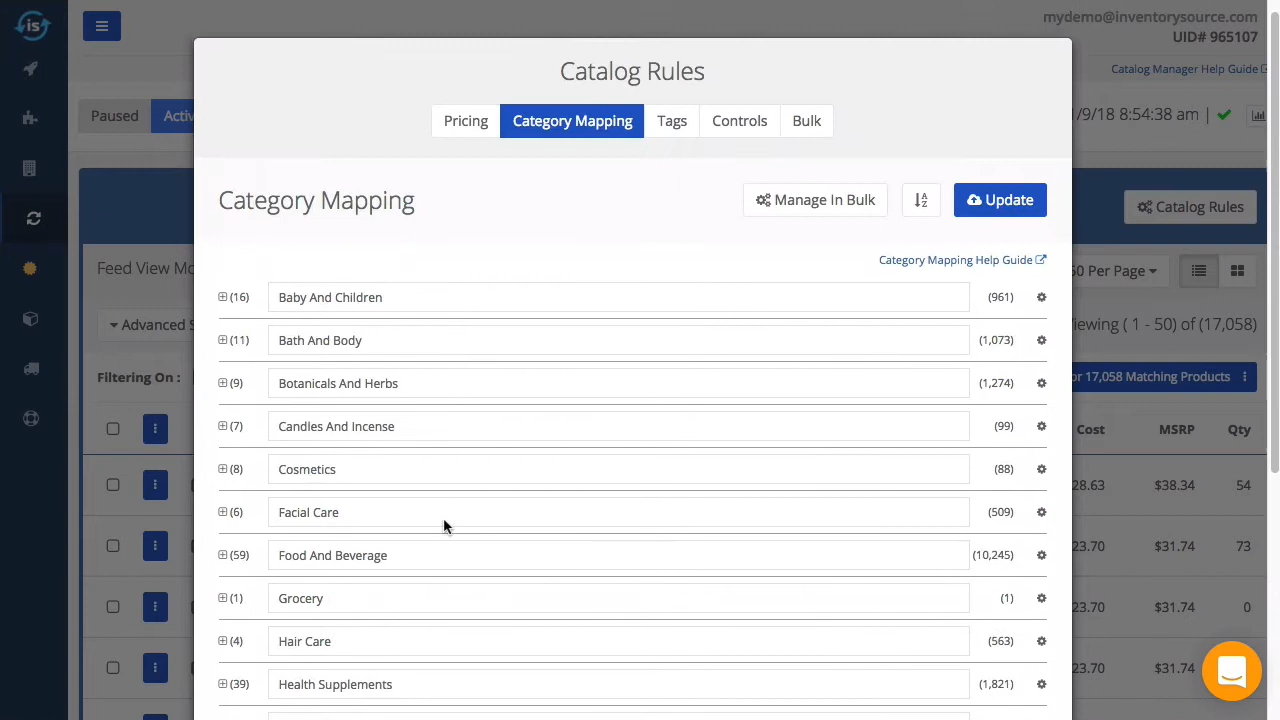 is
mydemo@inventorysource.com
UID# 965107
Catalog Manager Help Guide
Paused
Activ
1/9/18 8:54:38 am |
Catalog Rules
Pricing
Category Mapping
Tags
Controls
Bulk
Category Mapping
Manage In Bulk
Update
Catalog Rules
Category Mapping Help Guide
Feed View Mo
50 Per Page
Advanced S
iewing ( 1 - 50) of (17,058)
Filtering On :
or 17,058 Matching Products
(16) Baby And Children (961)
(11) Bath And Body (1,073)
(9) Botanicals And Herbs (1,274)
(7) Candles And Incense (99)
(8) Cosmetics (88)
(6) Facial Care (509)
(59) Food And Beverage (10,245)
(1) Grocery (1)
(4) Hair Care (563)
(39) Health Supplements (1,821)
Cost MSRP Qty
28.63 $38.34 54
23.70 $31.74 73
23.70 $31.74 0
23.70 $31.74